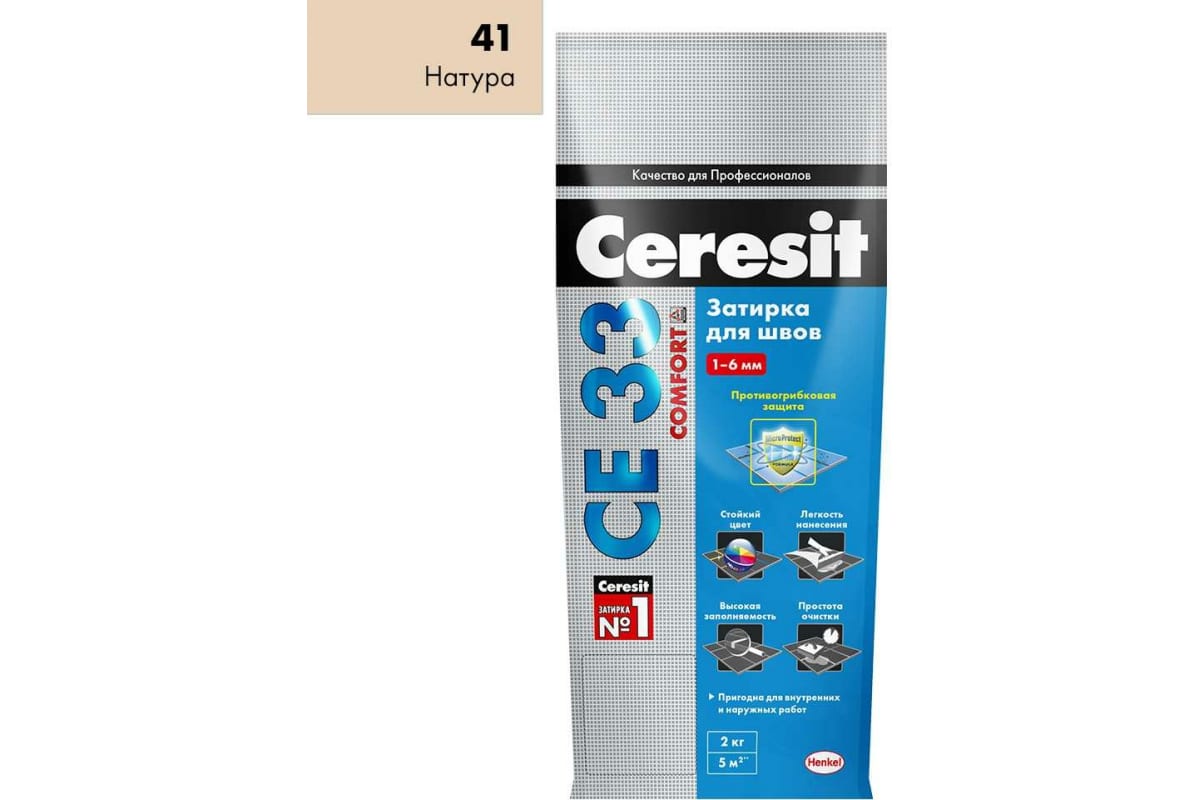 41
Натура
Качество для Профессионалов
Ceresit
CE 33
COMFORT
Затирка
для швов
1–6 мм
Противогрибковая
защита
MicroProtect
FORMULA
Стойкий
цвет
Легкость
нанесения
Высокая
заполняемость
Простота
очистки
Ceresit
ЗАТИРКА
№1
Пригодна для внутренних
и наружных работ
2 кг
5 м²**
Henkel